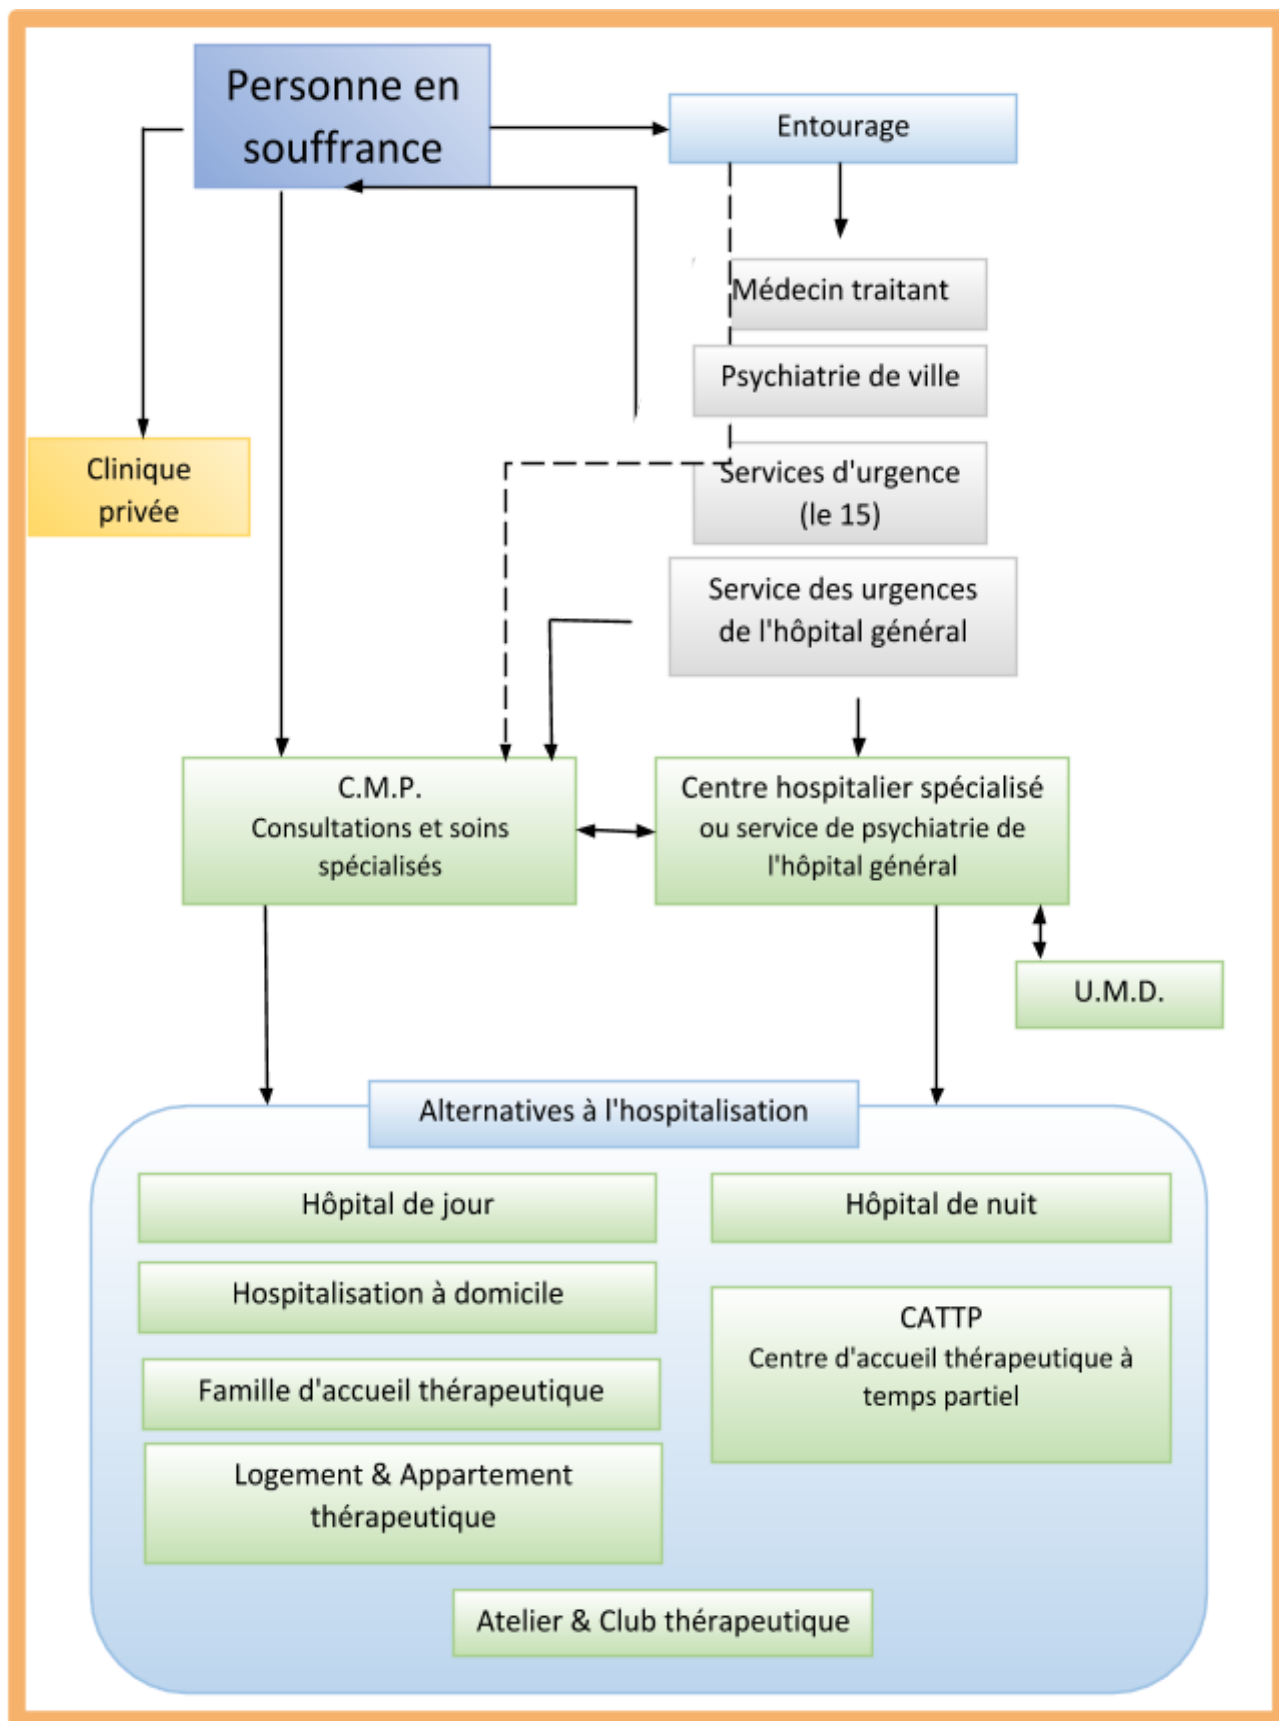 Personne en
souffrance
Entourage
Médecin traitant
Psychiatrie de ville
Clinique
privée
Services d'urgence
(le 15)
Service des urgences
de l'hôpital général
C.M.P.
Consultations et soins
spécialisés
Centre hospitalier spécialisé
ou service de psychiatrie de
l'hôpital général
U.M.D.
Alternatives à l'hospitalisation
Hôpital de jour
Hôpital de nuit
Hospitalisation à domicile
CATTP
Centre d'accueil thérapeutique à
temps partiel
Famille d'accueil thérapeutique
Logement & Appartement
thérapeutique
Atelier & Club thérapeutique